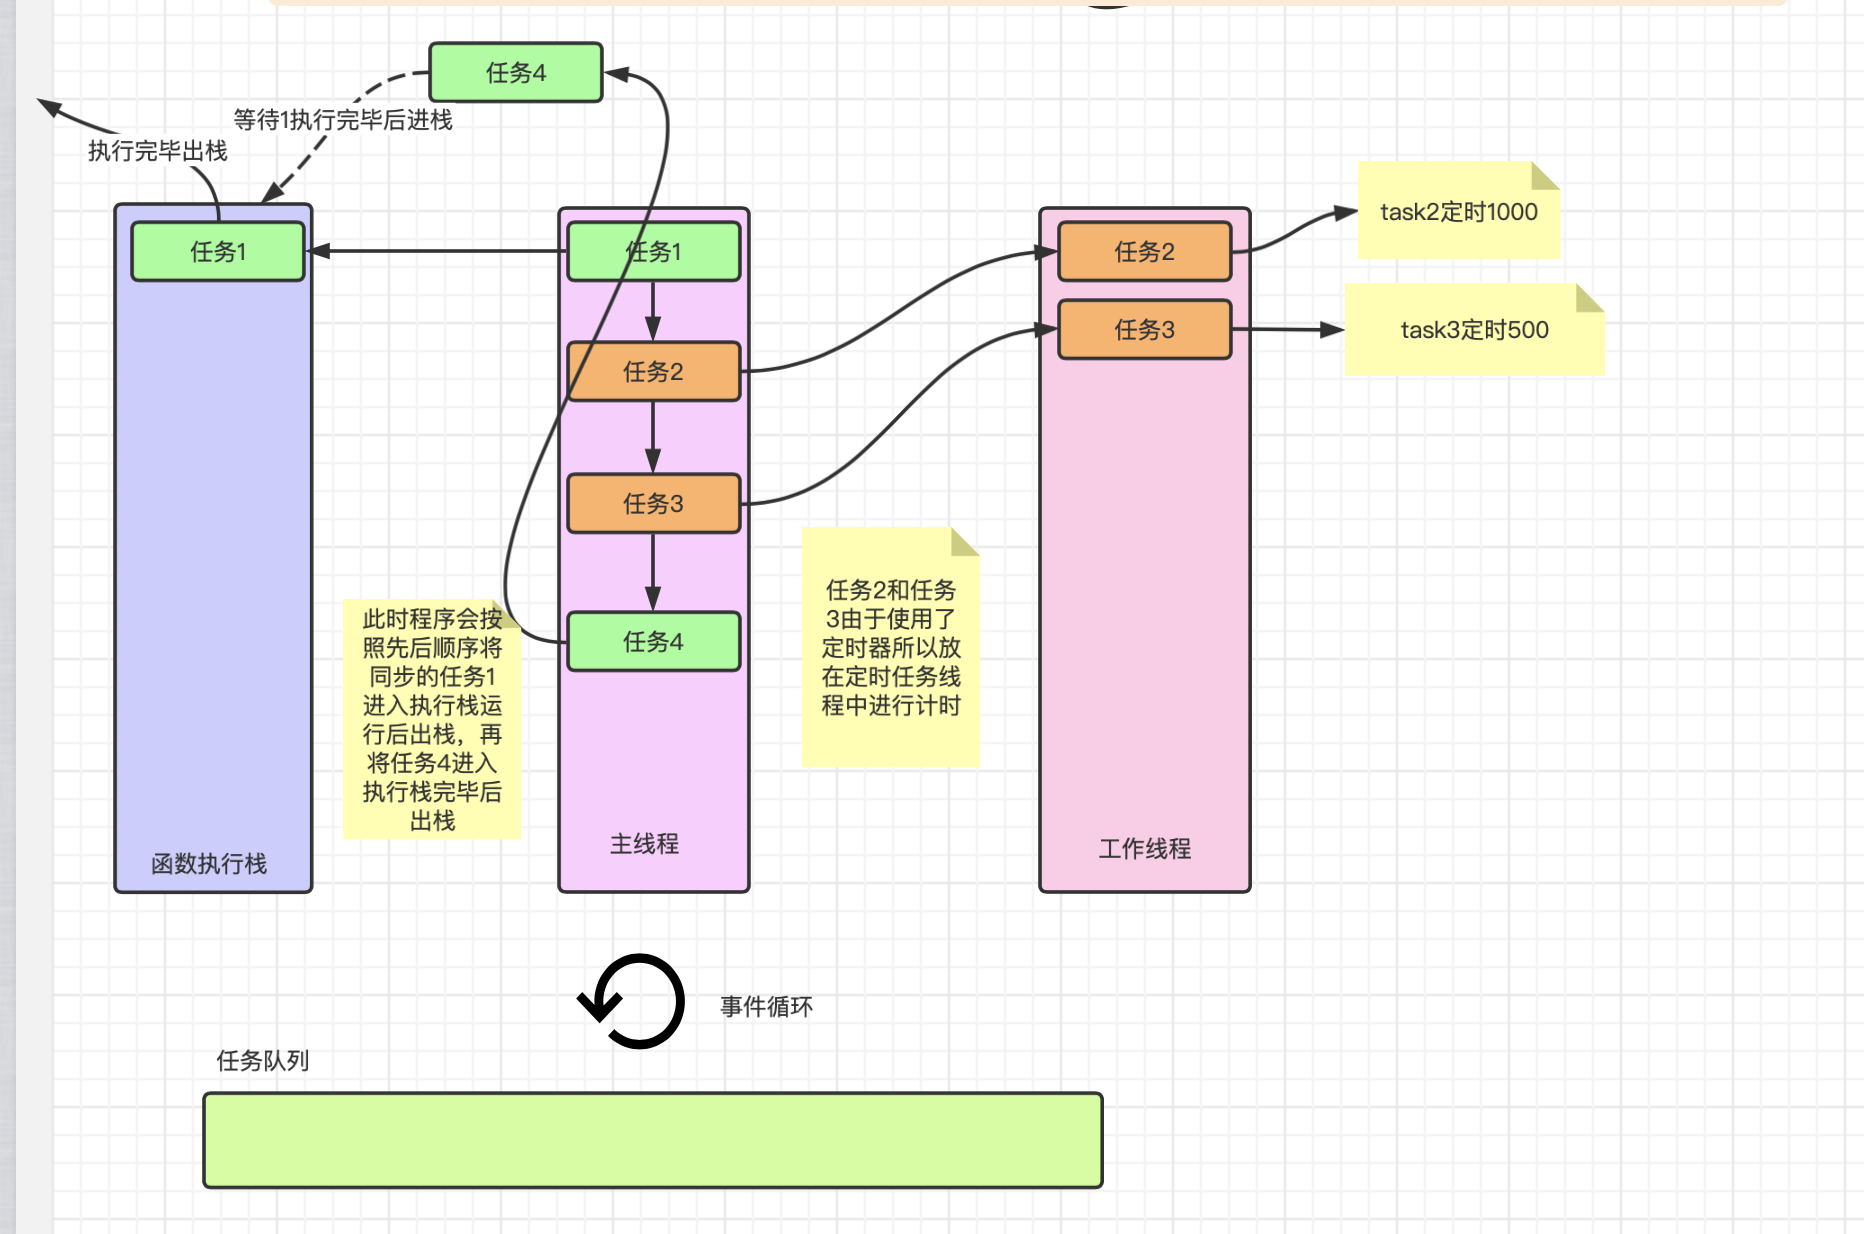 任务4
等待1执行完毕后进栈
执行完毕出栈
任务1
任务1
任务2
task2定时1000
任务3
task3定时500
任务2
任务3
任务4
此时程序会按
照先后顺序将
同步的任务1
进入执行栈运
行后出栈，再
将任务4进入
执行栈完毕后
出栈
任务2和任务
3由于使用了
定时器所以放
在定时任务线
程中进行计时
函数执行栈
主线程
工作线程
事件循环
任务队列